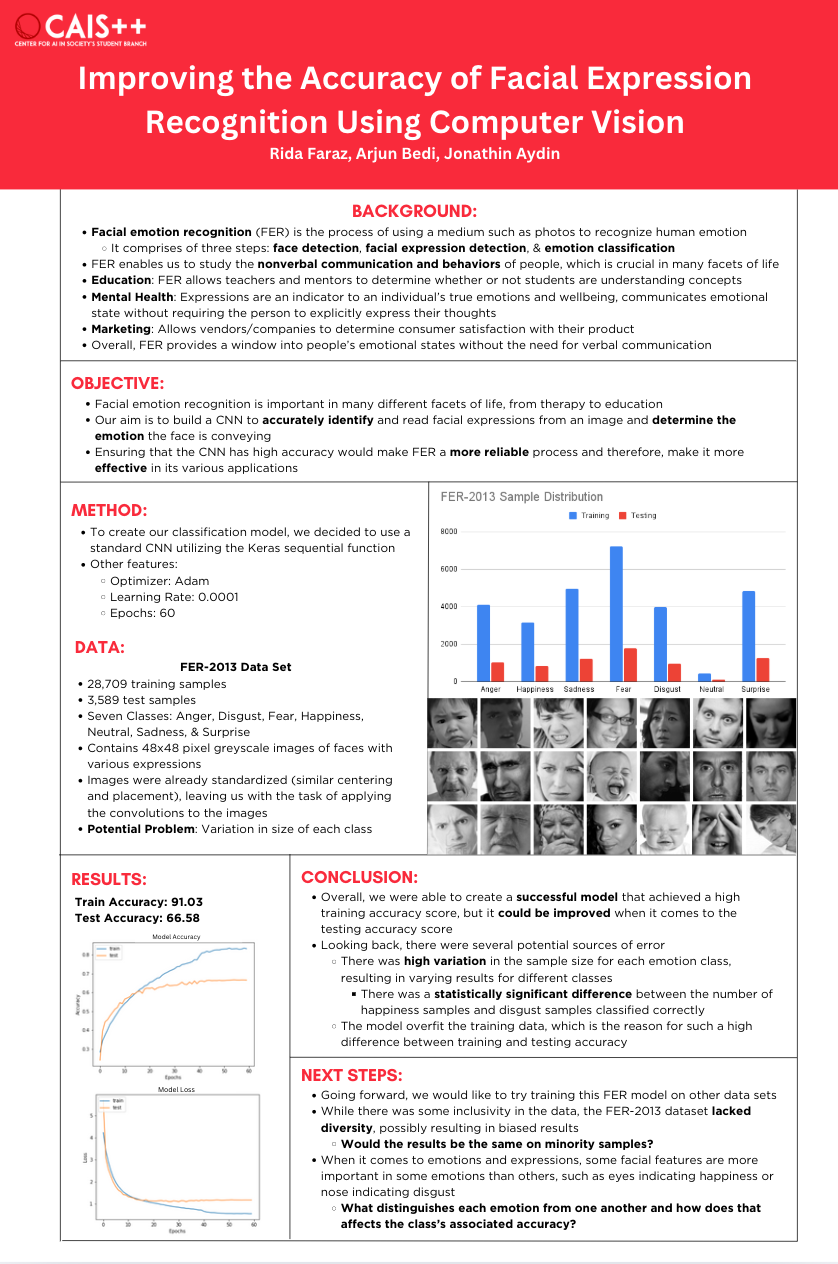 CAIS++
CENTER FOR AI IN SOCIETY'S STUDENT BRANCH
Improving the Accuracy of Facial Expression
Recognition Using Computer Vision
Rida Faraz, Arjun Bedi, Jonathin Aydin
BACKGROUND:
• Facial emotion recognition (FER) is the process of using a medium such as photos to recognize human emotion
○ It comprises of three steps: face detection, facial expression detection, & emotion classification
• FER enables us to study the nonverbal communication and behaviors of people, which is crucial in many facets of life
• Education: FER allows teachers and mentors to determine whether or not students are understanding concepts
• Mental Health: Expressions are an indicator to an individual's true emotions and wellbeing, communicates emotional
state without requiring the person to explicitly express their thoughts
• Marketing: Allows vendors/companies to determine consumer satisfaction with their product
• Overall, FER provides a window into people's emotional states without the need for verbal communication
OBJECTIVE:
• Facial emotion recognition is important in many different facets of life, from therapy to education
• Our aim is to build a CNN to accurately identify and read facial expressions from an image and determine the
emotion the face is conveying
• Ensuring that the CNN has high accuracy would make FER a more reliable process and therefore, make it more
effective in its various applications
METHOD:
• To create our classification model, we decided to use a
standard CNN utilizing the Keras sequential function
• Other features:
○ Optimizer: Adam
○ Learning Rate: 0.0001
○ Epochs: 60
DATA:
FER-2013 Data Set
• 28,709 training samples
• 3,589 test samples
• Seven Classes: Anger, Disgust, Fear, Happiness,
Neutral, Sadness, & Surprise
• Contains 48x48 pixel greyscale images of faces with
various expressions
• Images were already standardized (similar centering
and placement), leaving us with the task of applying
the convolutions to the images
• Potential Problem: Variation in size of each class
FER-2013 Sample Distribution
Training Testing
8000
6000
4000
2000
0
Anger Happiness Sadness Fear Disgust Neutral Surprise
RESULTS:
Train Accuracy: 91.03
Test Accuracy: 66.58
Model Accuracy
train
test
0.8
0.7
0.6
0.5
0.4
0.3
Accuracy
0 10 20 30 40 50 60
Epochs
Model Loss
train
test
5
4
3
2
1
Loss
0 10 20 30 40 50 60
Epochs
CONCLUSION:
• Overall, we were able to create a successful model that achieved a high
training accuracy score, but it could be improved when it comes to the
testing accuracy score
• Looking back, there were several potential sources of error
○ There was high variation in the sample size for each emotion class,
resulting in varying results for different classes
▪ There was a statistically significant difference between the number of
happiness samples and disgust samples classified correctly
○ The model overfit the training data, which is the reason for such a high
difference between training and testing accuracy
NEXT STEPS:
• Going forward, we would like to try training this FER model on other data sets
• While there was some inclusivity in the data, the FER-2013 dataset lacked
diversity, possibly resulting in biased results
○ Would the results be the same on minority samples?
• When it comes to emotions and expressions, some facial features are more
important in some emotions than others, such as eyes indicating happiness or
nose indicating disgust
○ What distinguishes each emotion from one another and how does that
affects the class's associated accuracy?